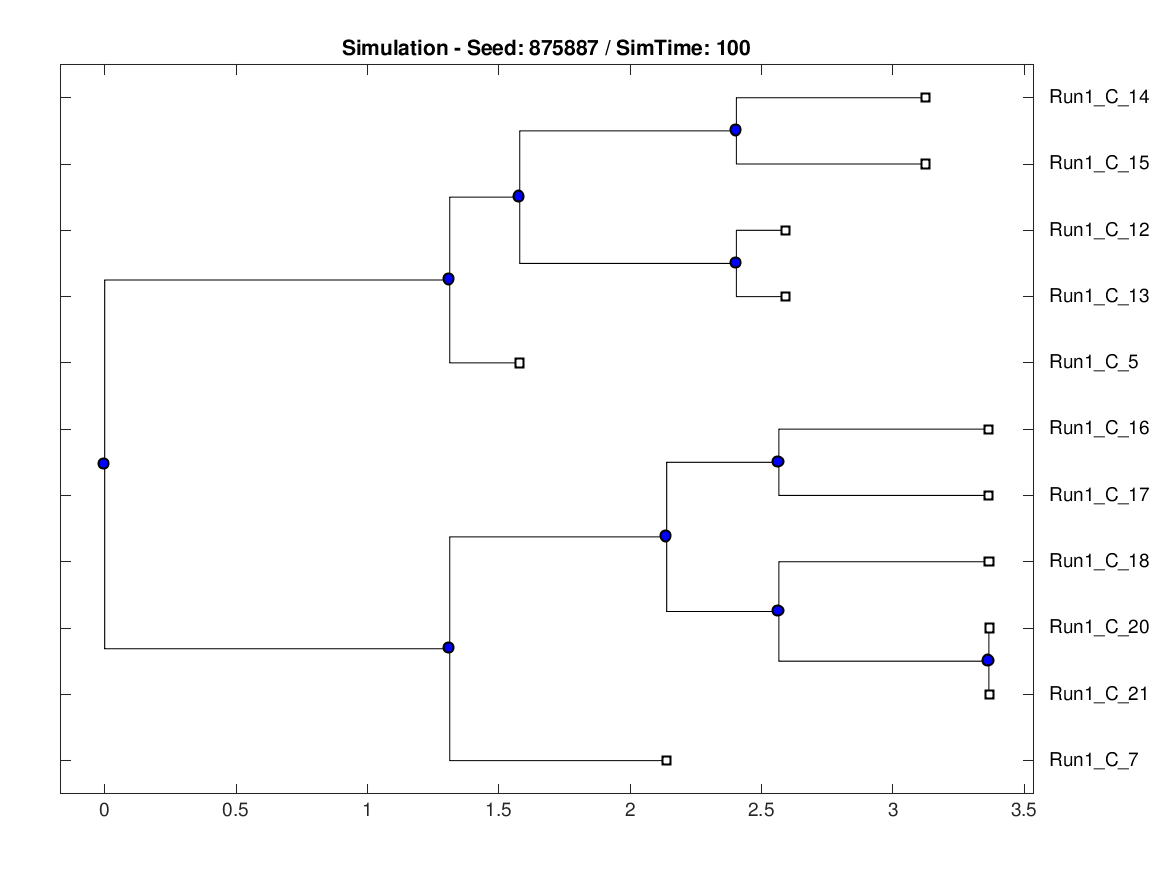 Simulation - Seed: 875887 / SimTime: 100
Run1_C_14
Run1_C_15
Run1_C_12
Run1_C_13
Run1_C_5
Run1_C_16
Run1_C_17
Run1_C_18
Run1_C_20
Run1_C_21
Run1_C_7
0 0.5 1 1.5 2 2.5 3 3.5